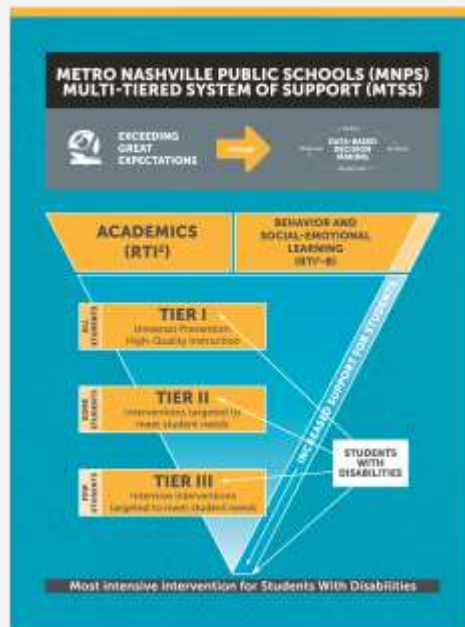 METRO NASHVILLE PUBLIC SCHOOLS (MNPS)
MULTI-TIERED SYSTEM OF SUPPORT (MTSS)
EXCEEDING
GREAT
EXPECTATIONS
DATA-BASED
DECISION
MAKING
ACADEMICS
(RTI²)
BEHAVIOR AND
SOCIAL-EMOTIONAL
LEARNING
(RTI²-B)
ALL
STUDENTS
TIER I
Universal Prevention
High-Quality Instruction
SOME
STUDENTS
TIER II
Interventions targeted to
meet student needs
FEW
STUDENTS
TIER III
Intensive interventions
targeted to meet student needs
INCREASED SUPPORT FOR STUDENTS
STUDENTS
WITH
DISABILITIES
Most intensive intervention for Students With Disabilities